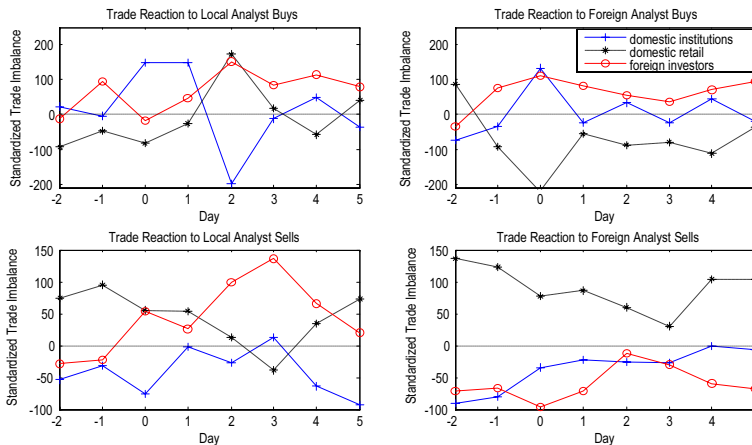 Trade Reaction to Local Analyst Buys
Standardized Trade Imbalance
200
100
0
-100
-200
-2 -1 0 1 2 3 4 5
Day
Trade Reaction to Foreign Analyst Buys
domestic institutions
domestic retail
foreign investors
Standardized Trade Imbalance
200
100
0
-100
-200
-2 -1 0 1 2 3 4
Day
Trade Reaction to Local Analyst Sells
Standardized Trade Imbalance
150
100
50
0
-50
-100
-2 -1 0 1 2 3 4 5
Day
Trade Reaction to Foreign Analyst Sells
Standardized Trade Imbalance
150
100
50
0
-50
-100
-2 -1 0 1 2 3 4
Day